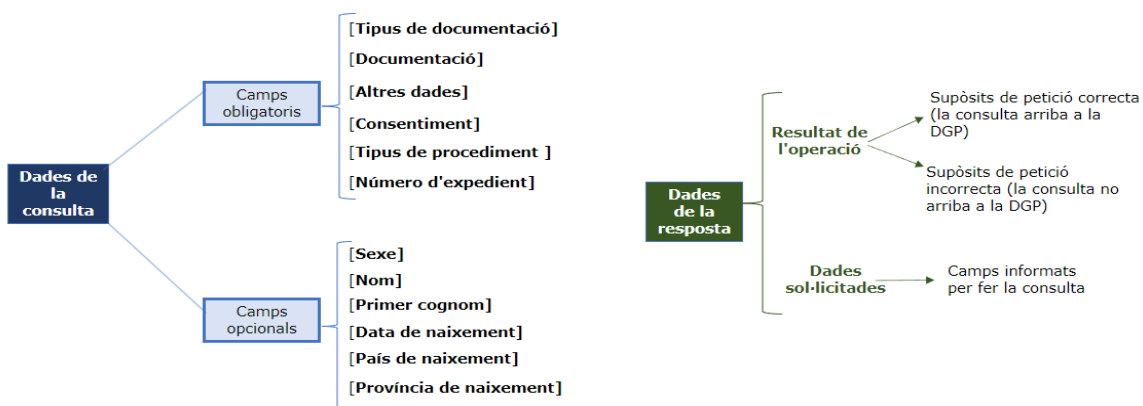 Dades de
la
consulta
Camps
obligatoris
[Tipus de documentació]
[Documentació]
[Altres dades]
[Consentiment]
[Tipus de procediment ]
[Número d'expedient]
Camps
opcionals
[Sexe]
[Nom]
[Primer cognom]
[Data de naixement]
[País de naixement]
[Província de naixement]
Dades
de la
resposta
Resultat de
l'operació
Supòsits de petició correcta
(la consulta arriba a la
DGP)
Supòsits de petició
incorrecta (la consulta no
arriba a la DGP)
Dades
sol·licitades
Camps informats
per fer la consulta